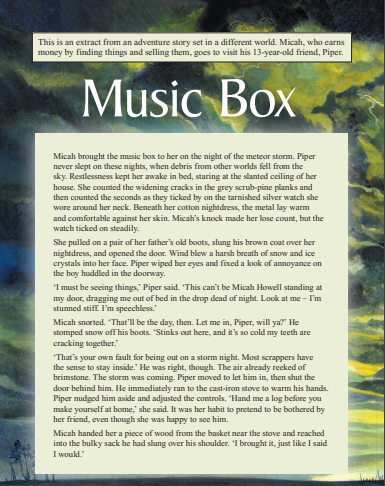 This is an extract from an adventure story set in a different world. Micah, who earns
money by finding things and selling them, goes to visit his 13-year-old friend, Piper.
Music Box
Micah brought the music box to her on the night of the meteor storm. Piper
never slept on these nights, when debris from other worlds fell from the
sky. Restlessness kept her awake in bed, staring at the slanted ceiling of her
house. She counted the widening cracks in the grey scrub-pine planks and
then counted the seconds as they ticked by on the tarnished silver watch she
wore around her neck. Beneath her cotton nightdress, the metal lay warm
and comfortable against her skin. Micah's knock made her lose count, but the
watch ticked on steadily.
She pulled on a pair of her father's old boots, slung his brown coat over her
nightdress, and opened the door. Wind blew a harsh breath of snow and ice
crystals into her face. Piper wiped her eyes and fixed a look of annoyance on
the boy huddled in the doorway.
'I must be seeing things,' Piper said. 'This can't be Micah Howell standing at
my door, dragging me out of bed in the drop dead of night. Look at me – I'm
stunned stiff. I'm speechless.'
Micah snorted. 'That'll be the day, then. Let me in, Piper, will ya?' He
stomped snow off his boots. 'Stinks out here, and it's so cold my teeth are
cracking together.'
'That's your own fault for being out on a storm night. Most scrappers have
the sense to stay inside.' He was right, though. The air already reeked of
brimstone. The storm was coming. Piper moved to let him in, then shut the
door behind him. He immediately ran to the cast-iron stove to warm his hands.
Piper nudged him aside and adjusted the controls. 'Hand me a log before you
make yourself at home,' she said. It was her habit to pretend to be bothered by
her friend, even though she was happy to see him.
Micah handed her a piece of wood from the basket near the stove and reached
into the bulky sack he had slung over his shoulder. 'I brought it, just like I said
I would.'